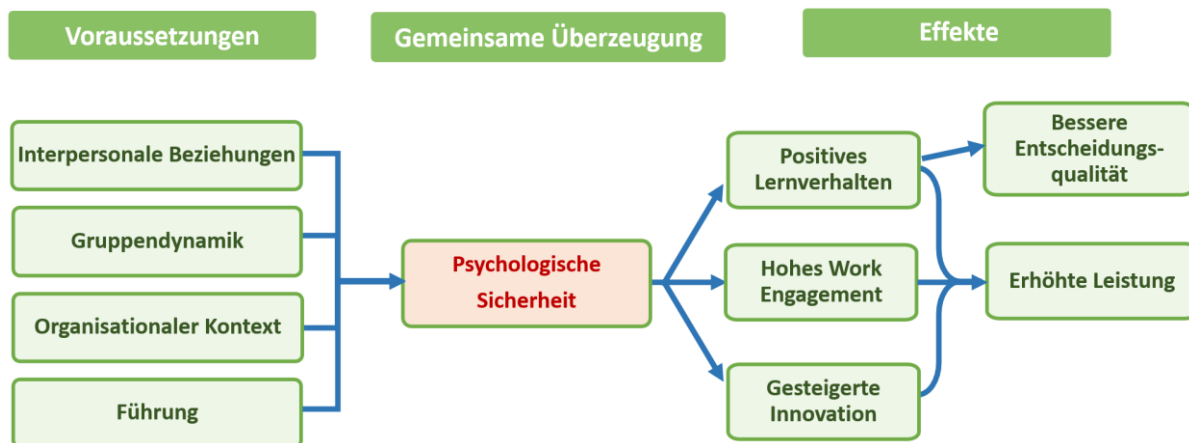 Voraussetzungen
Gemeinsame Überzeugung
Effekte
Interpersonale Beziehungen
Gruppendynamik
Organisationaler Kontext
Führung
Psychologische
Sicherheit
Positives
Lernverhalten
Hohes Work
Engagement
Gesteigerte
Innovation
Bessere
Entscheidungs-
qualität
Erhöhte Leistung